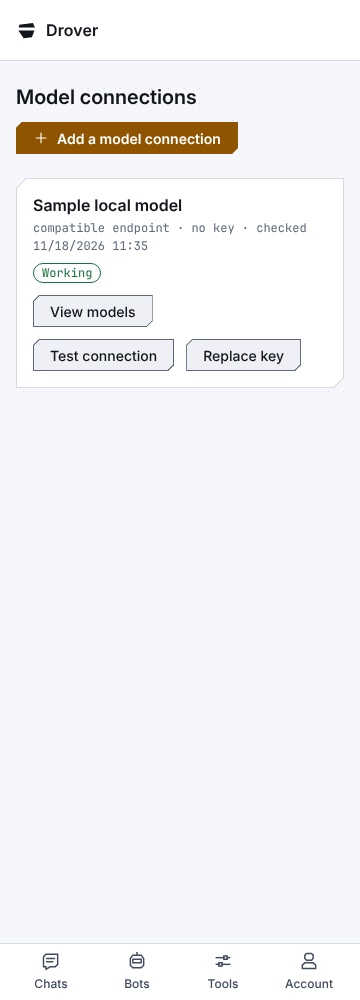 Drover
Model connections
+ Add a model connection
Sample local model
compatible endpoint · no key · checked
11/18/2026 11:35
Working
View models
Test connection Replace key
Chats Bots Tools Account